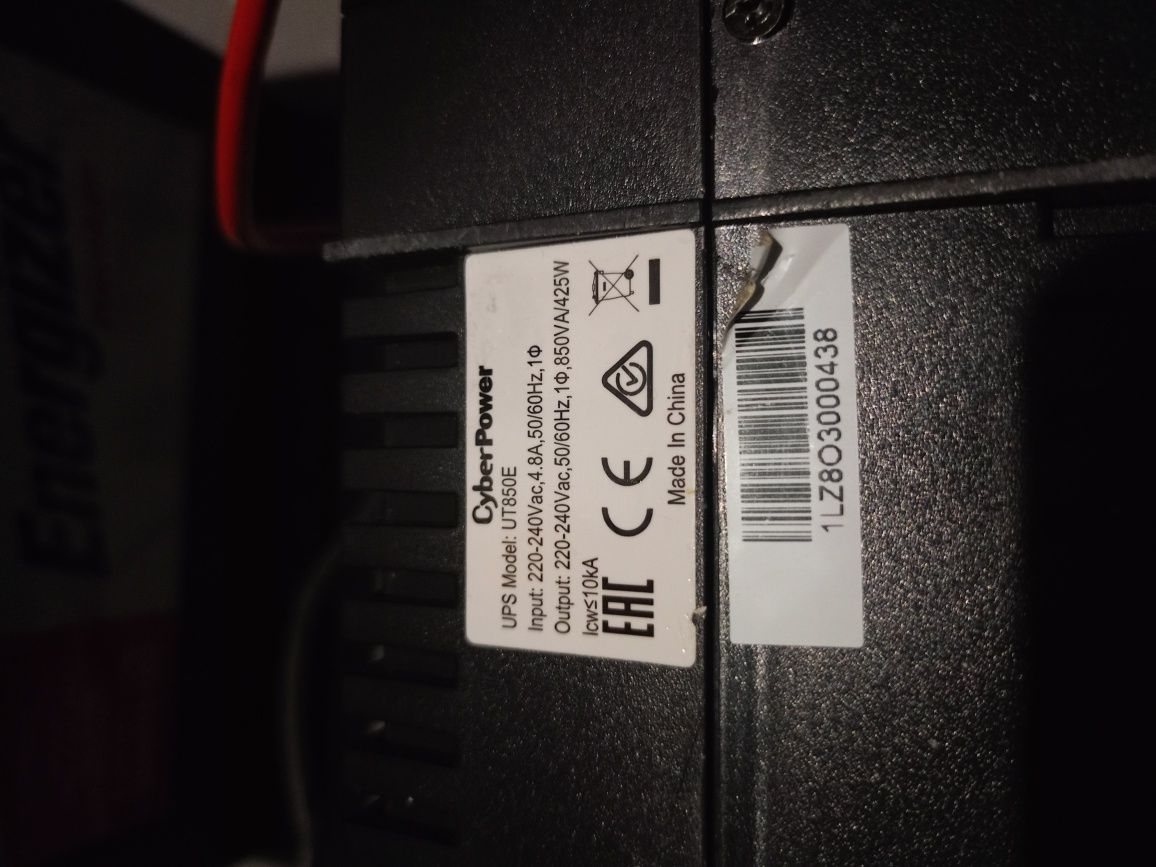 Energizer
CyberPower
UPS Model: UT850E
Input: 220-240Vac,4.8A,50/60Hz,1Φ
Output: 220-240Vac,50/60Hz,1Φ,850VA/425W
Icw≤10kA
EAC CE
Made In China
1LZ8O3000438